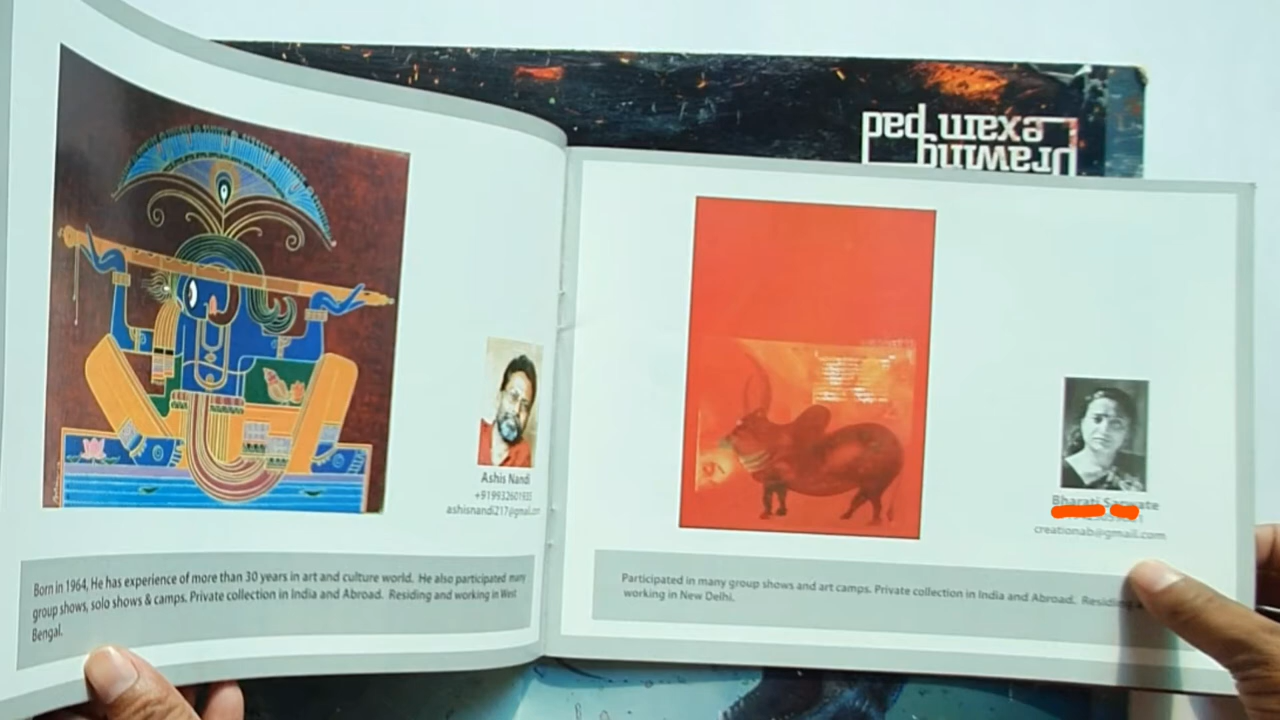 Drawing
exam pad
Ashis Nandi
ashisnandi217@gmail.com
Born in 1964, He has experience of more than 30 years in art and culture world. He also participated many
group shows, solo shows & camps. Private collection in India and Abroad. Residing and working in West
Bengal.
Bharati Sarwate
creationab@gmail.com
Participated in many group shows and art camps. Private collection in India and Abroad. Residing
working in New Delhi.